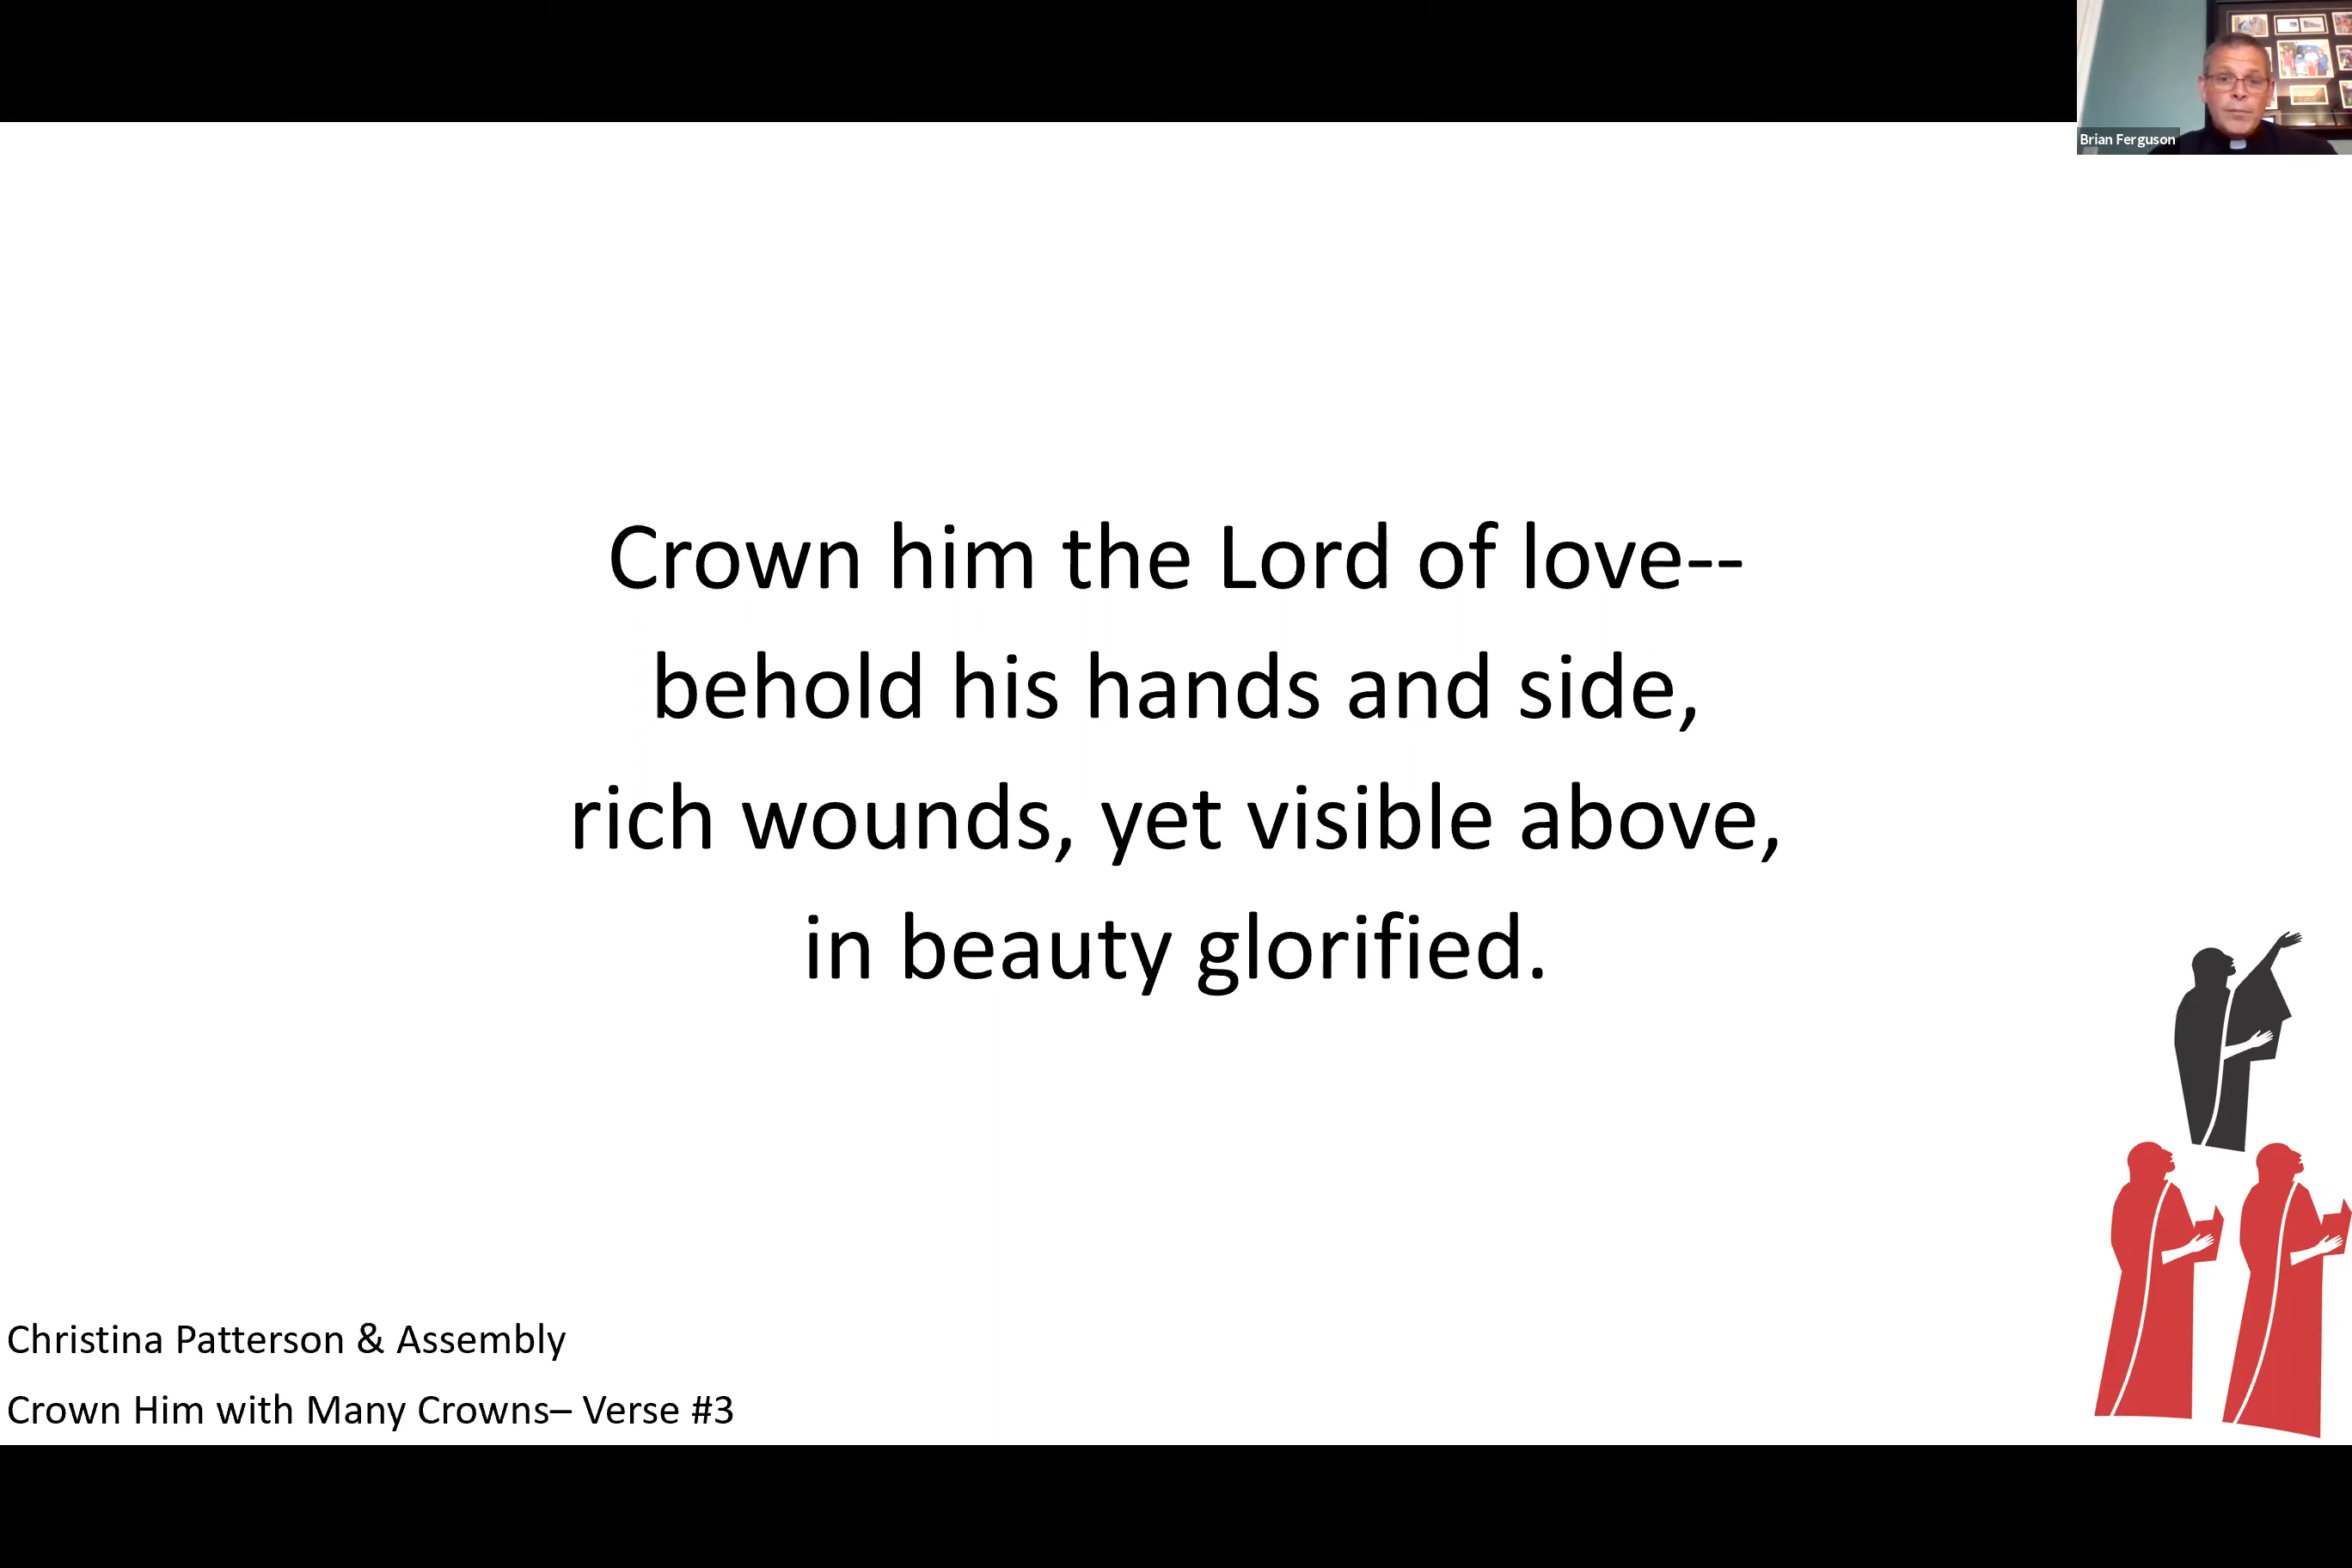 Brian Ferguson
Crown him the Lord of love--
behold his hands and side,
rich wounds, yet visible above,
in beauty glorified.
Christina Patterson & Assembly
Crown Him with Many Crowns– Verse #3